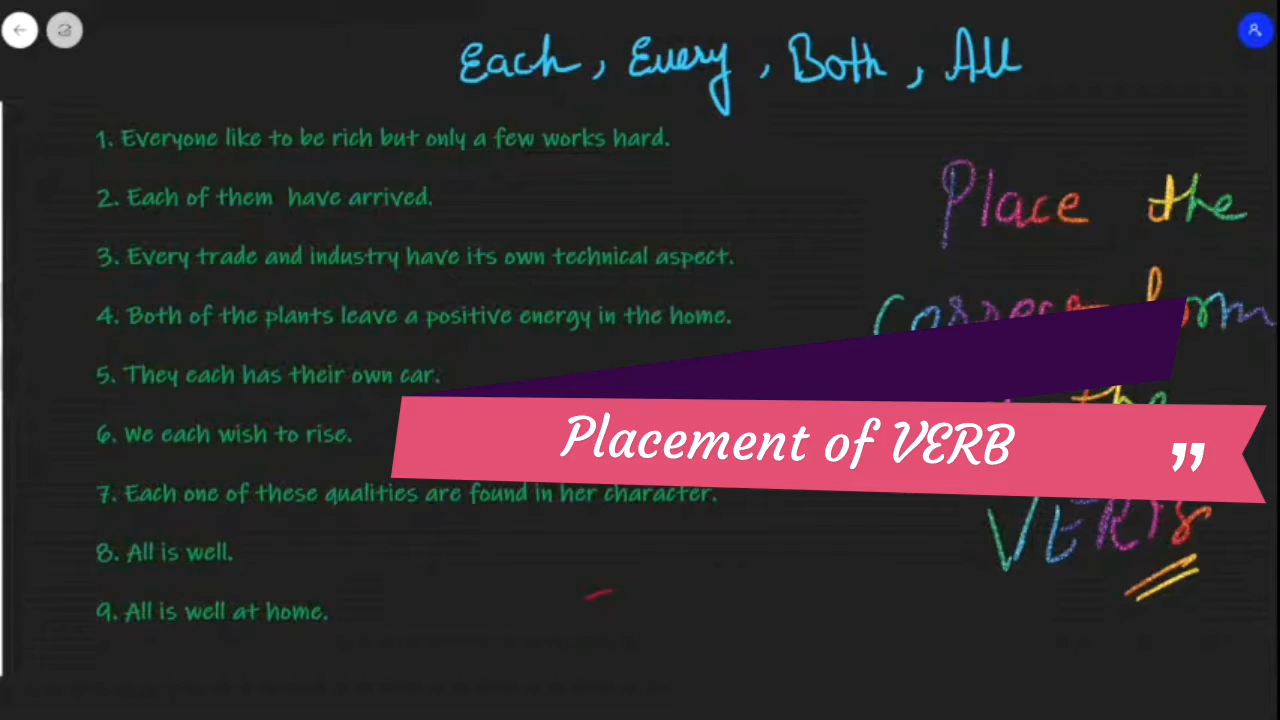 Each, Every, Both, All
1. Everyone like to be rich but only a few works hard.
2. Each of them have arrived.
3. Every trade and industry have its own technical aspect.
4. Both of the plants leave a positive energy in the home.
5. They each has their own car.
6. We each wish to rise.
7. Each one of these qualities are found in her character.
8. All is well.
9. All is well at home.
Place the
form
the
VERBS
Placement of VERB
”